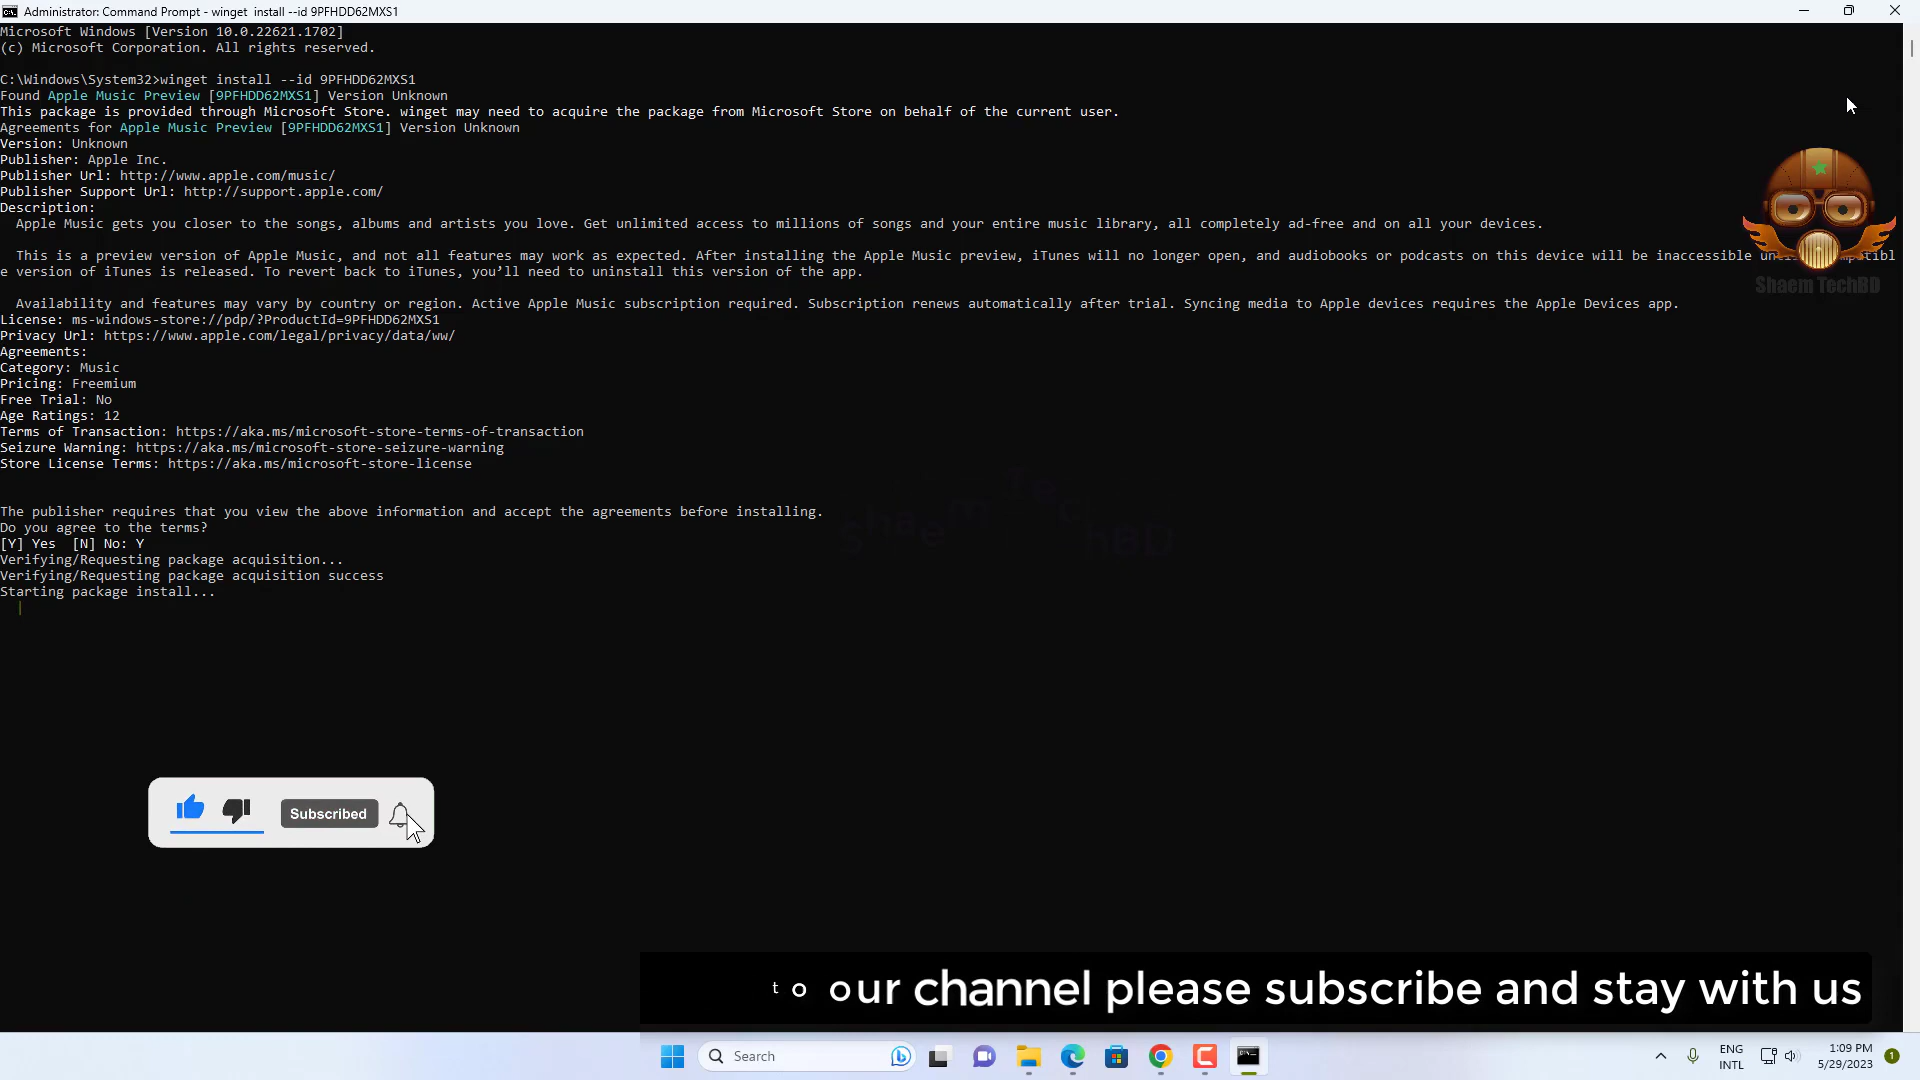 Administrator: Command Prompt - winget  install --id 9PFHDD62MXS1
Microsoft Windows [Version 10.0.22621.1702]
(c) Microsoft Corporation. All rights reserved.
C:\Windows\System32>winget install --id 9PFHDD62MXS1
Found Apple Music Preview [9PFHDD62MXS1] Version Unknown
This package is provided through Microsoft Store. winget may need to acquire the package from Microsoft Store on behalf of the current user.
Agreements for Apple Music Preview [9PFHDD62MXS1] Version Unknown
Version: Unknown
Publisher: Apple Inc.
Publisher Url: http://www.apple.com/music/
Publisher Support Url: http://support.apple.com/
Description:
Apple Music gets you closer to the songs, albums and artists you love. Get unlimited access to millions of songs and your entire music library, all completely ad-free and on all your devices.
This is a preview version of Apple Music, and not all features may work as expected. After installing the Apple Music preview, iTunes will no longer open, and audiobooks or podcasts on this device will be inaccessible
e version of iTunes is released. To revert back to iTunes, you’ll need to uninstall this version of the app.
Shaem TechBD
Availability and features may vary by country or region. Active Apple Music subscription required. Subscription renews automatically after trial. Syncing media to Apple devices requires the Apple Devices app.
License: ms-windows-store://pdp/?ProductId=9PFHDD62MXS1
Privacy Url: https://www.apple.com/legal/privacy/data/ww/
Agreements:
Category: Music
Pricing: Freemium
Free Trial: No
Age Ratings: 12
Terms of Transaction: https://aka.ms/microsoft-store-terms-of-transaction
Seizure Warning: https://aka.ms/microsoft-store-seizure-warning
Store License Terms: https://aka.ms/microsoft-store-license
The publisher requires that you view the above information and accept the agreements before installing.
Do you agree to the terms?
[Y] Yes  [N] No: Y
Shaem TechBD
Verifying/Requesting package acquisition...
Verifying/Requesting package acquisition success
Starting package install...
Subscribed
to our channel please subscribe and stay with us
Search
ENG
INTL
1:09 PM
5/29/2023
1